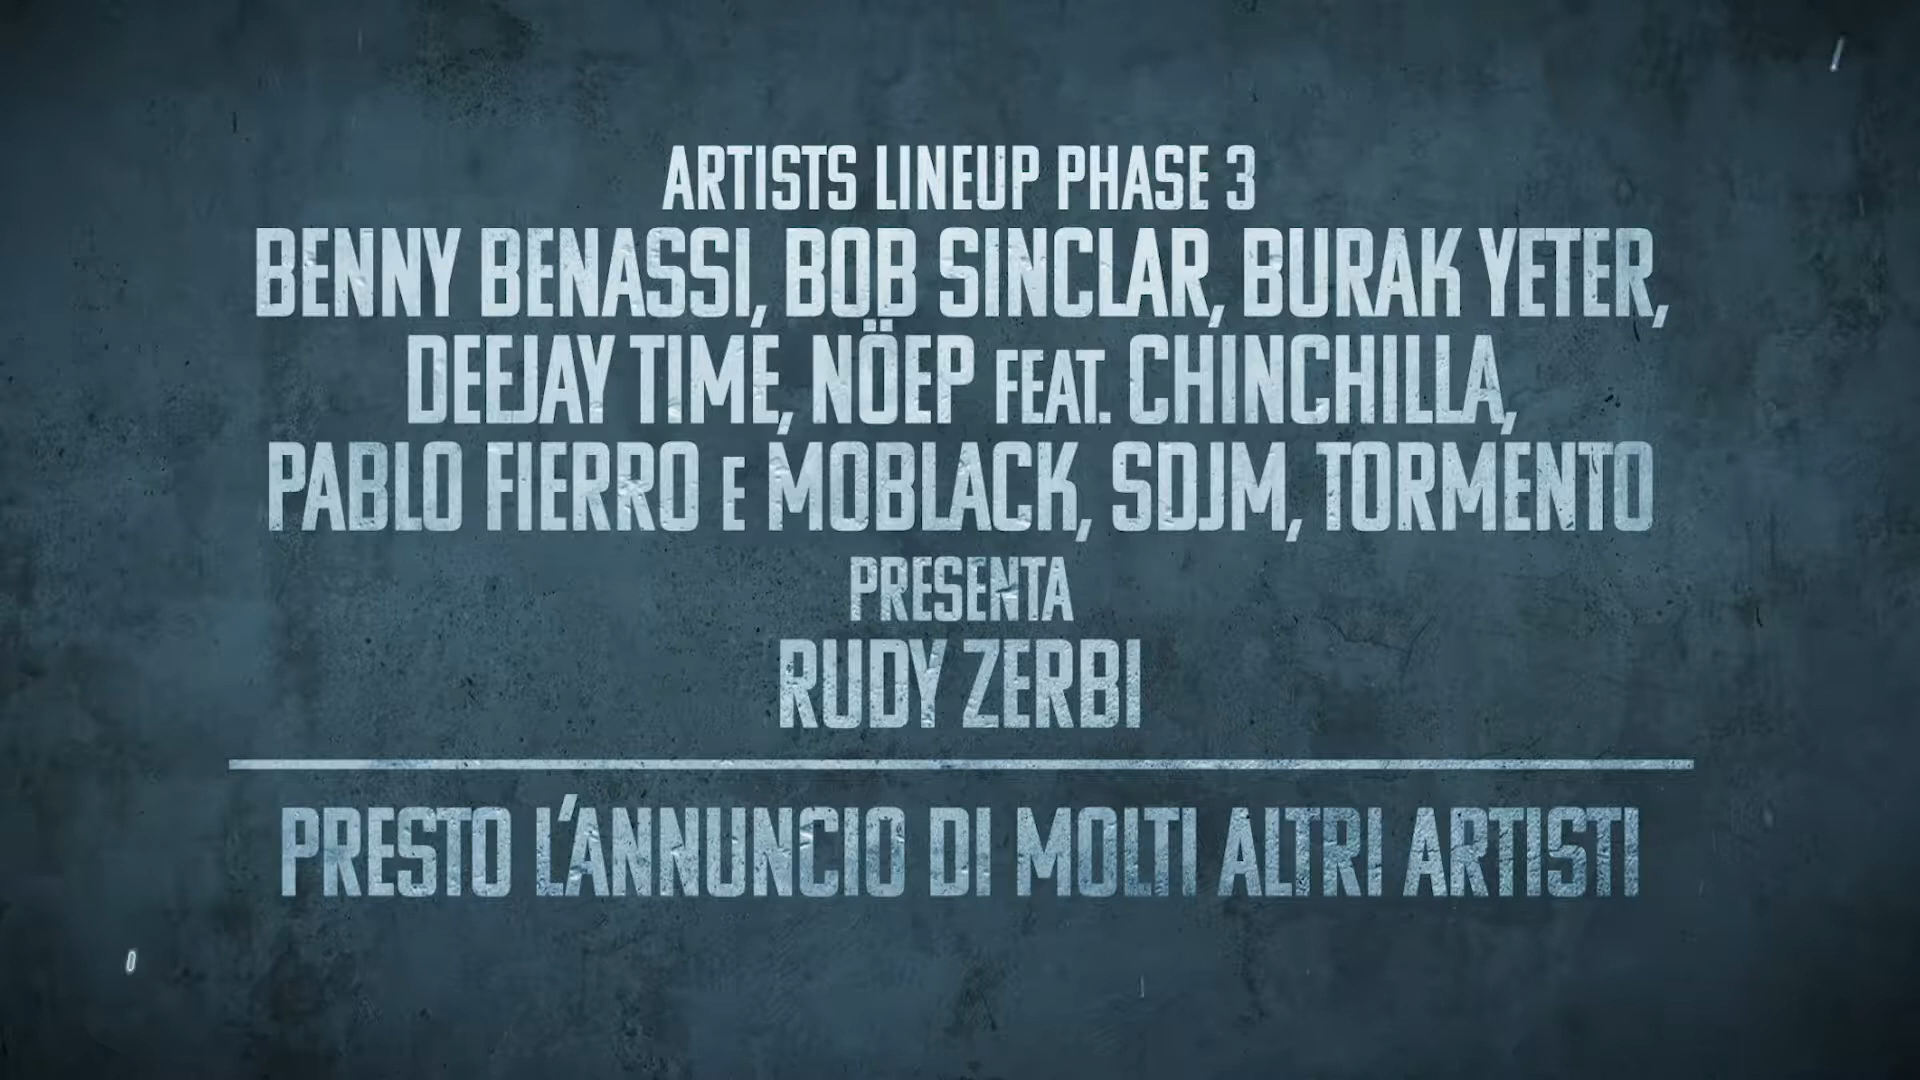 ARTISTS LINEUP PHASE 3
BENNY BENASSI, BOB SINCLAR, BURAK YETER,
DEEJAY TIME, NÖEP FEAT. CHINCHILLA,
PABLO FIERRO E MOBLACK, SDJM, TORMENTO
PRESENTA
RUDY ZERBI
PRESTO L'ANNUNCIO DI MOLTI ALTRI ARTISTI